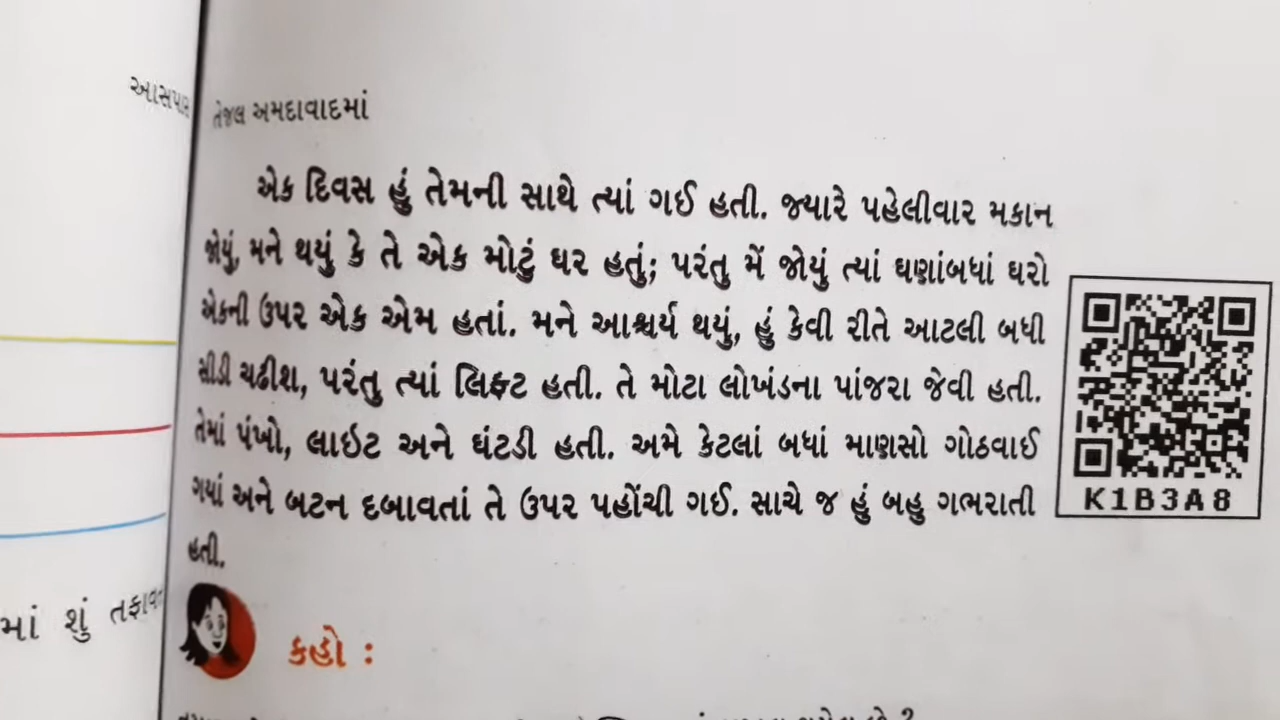 તેજલ અમદાવાદમાં
એક દિવસ હું તેમની સાથે ત્યાં ગઈ હતી. જ્યારે પહેલીવાર મકાન
જોયું, મને થયું કે તે એક મોટું ઘર હતું; પરંતુ મેં જોયું ત્યાં ઘણાંબધાં ઘરો
એકની ઉપર એક એમ હતાં. મને આશ્ચર્ય થયું, હું કેવી રીતે આટલી બધી
સીડી ચઢીશ, પરંતુ ત્યાં લિફ્ટ હતી. તે મોટા લોખંડના પાંજરા જેવી હતી.
તેમાં પંખો, લાઇટ અને ઘંટડી હતી. અમે કેટલાં બધાં માણસો ગોઠવાઈ
ગયાં અને બટન દબાવતાં તે ઉપર પહોંચી ગઈ. સાચે જ હું બહુ ગભરાતી
હતી.
K1B3A8
કહો :
માં શું